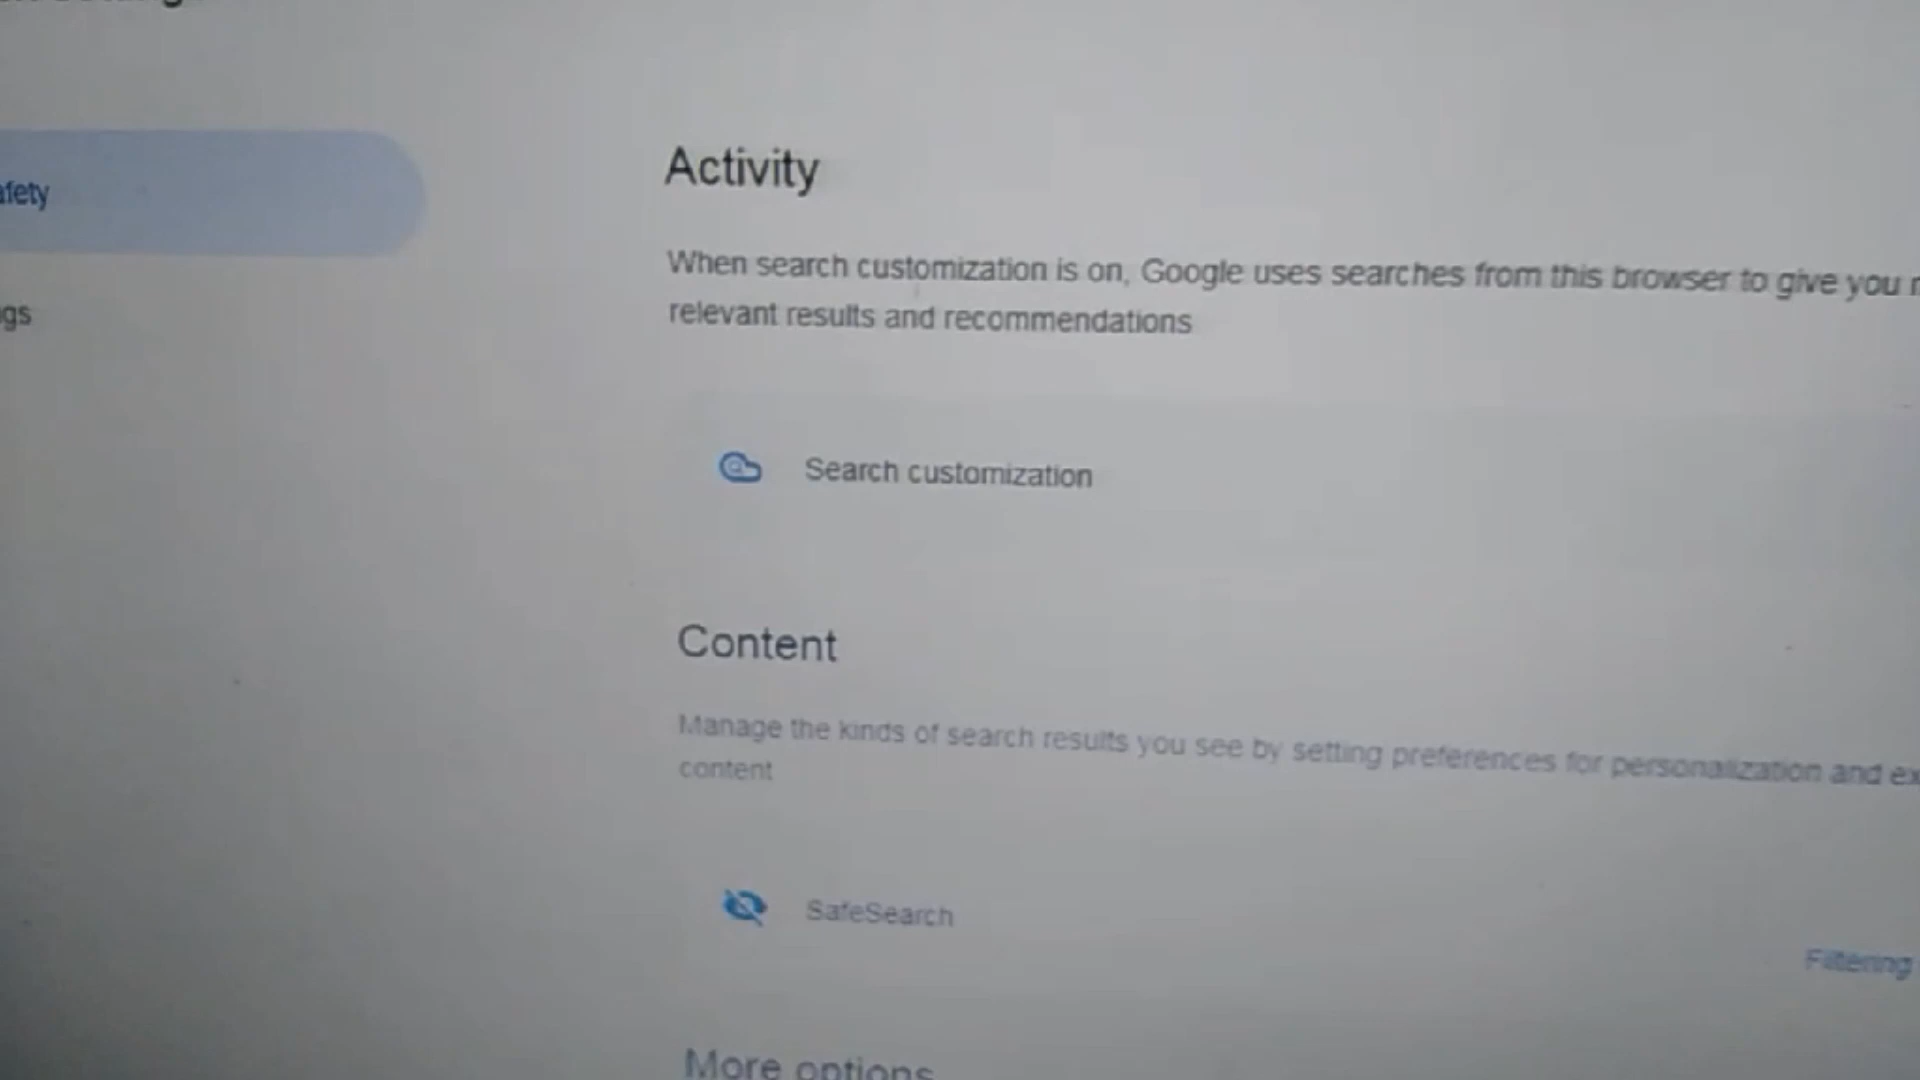 Activity
When search customization is on, Google uses searches from this browser to give you
relevant results and recommendations
Search customization
Content
Manage the kinds of search results you see by setting preferences for personalization and
content
SafeSearch
Filtering
More options